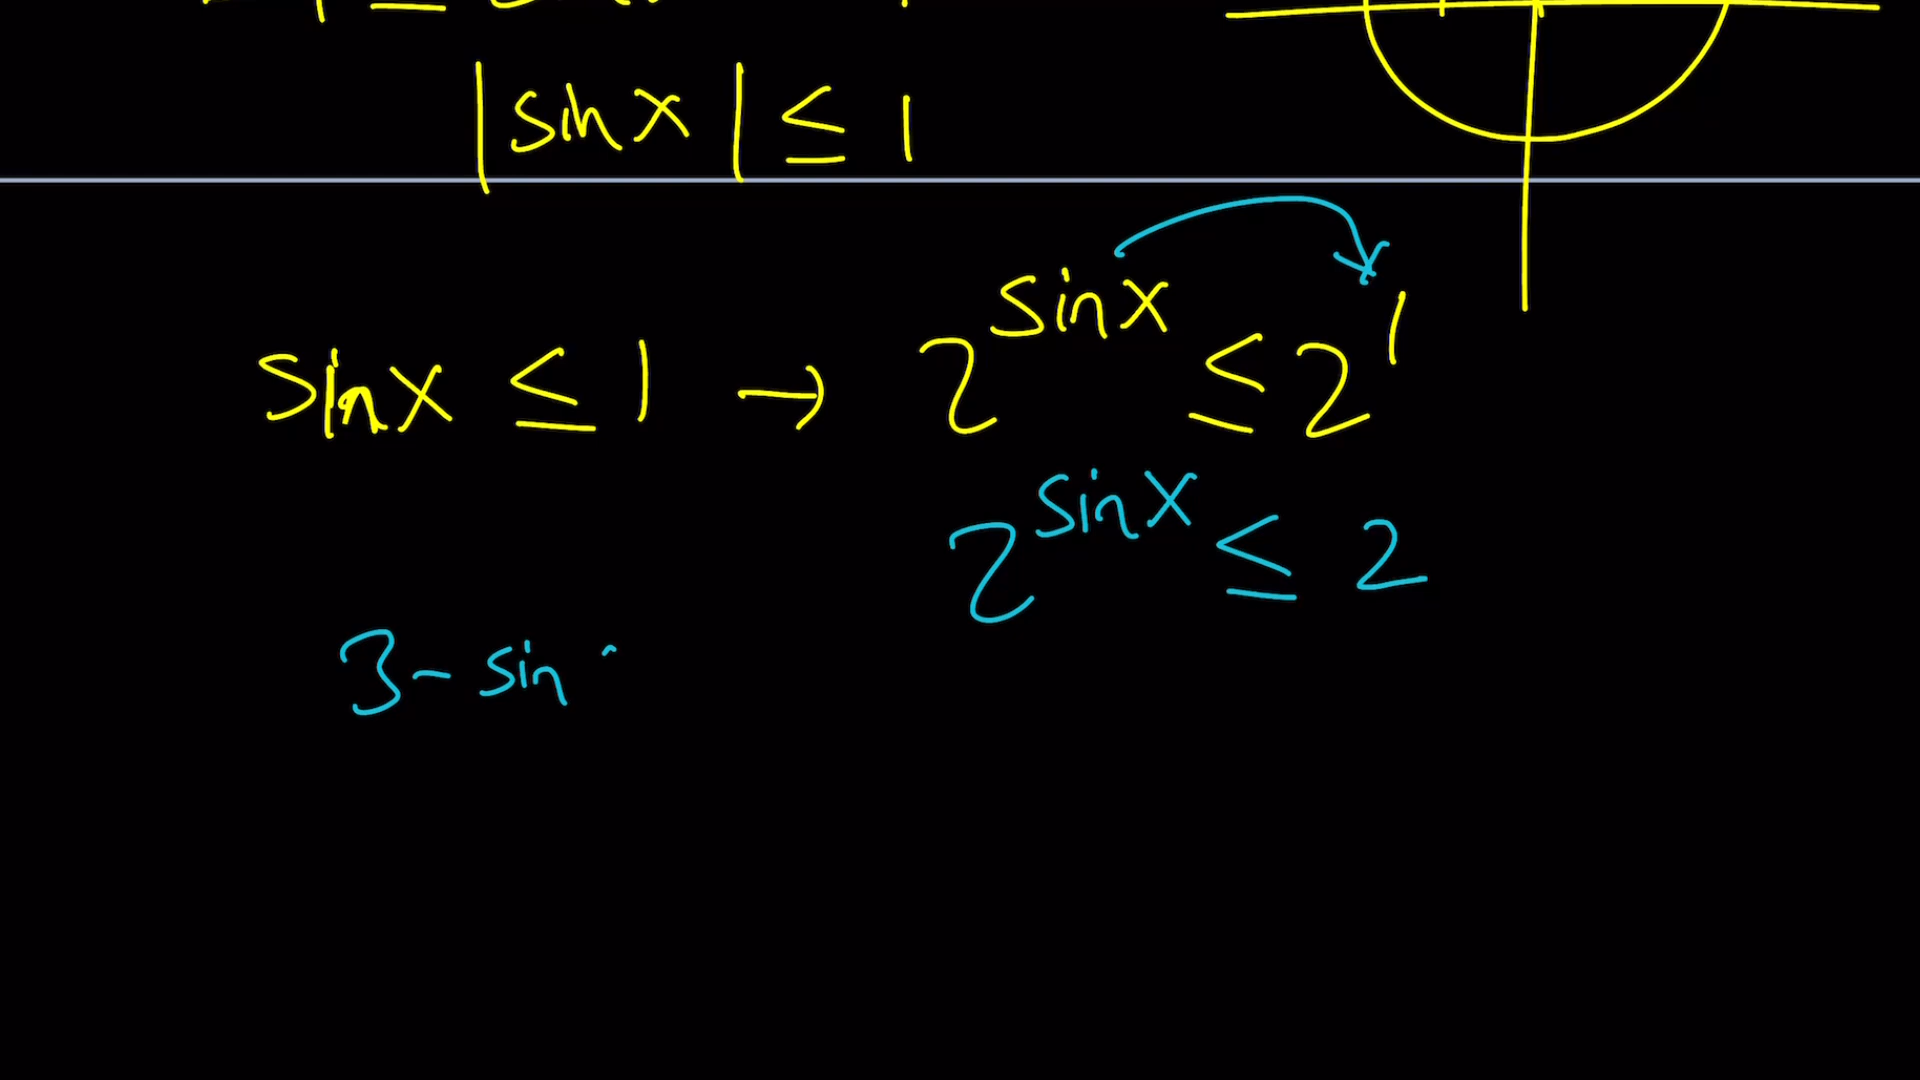 |sinx| ≤ 1
sinx ≤ 1 → 2^sinx ≤ 2^1
2^sinx ≤ 2
3 - sin